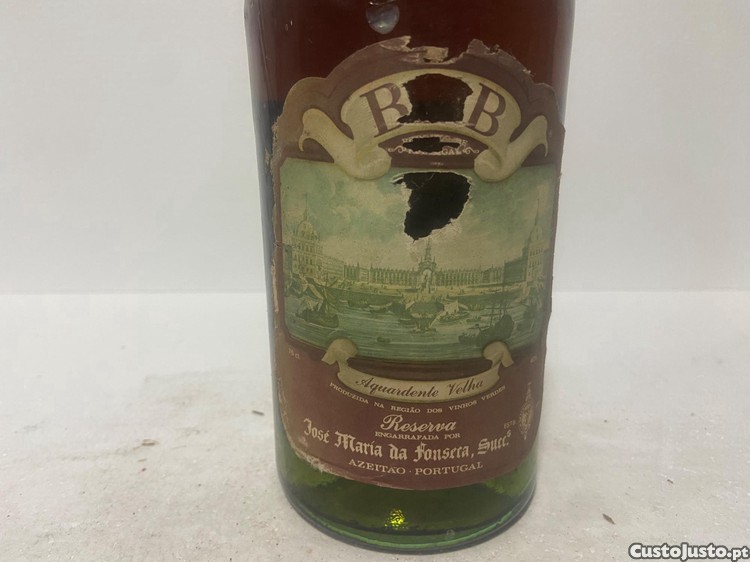 B B
Aguardente Velha
PRODUZIDA NA REGIÃO DOS VINHOS VERDES
Reserva
ENGARRAFADA POR
José Maria da Fonseca, Succ.
AZEITÃO · PORTUGAL
CustoJusto.pt